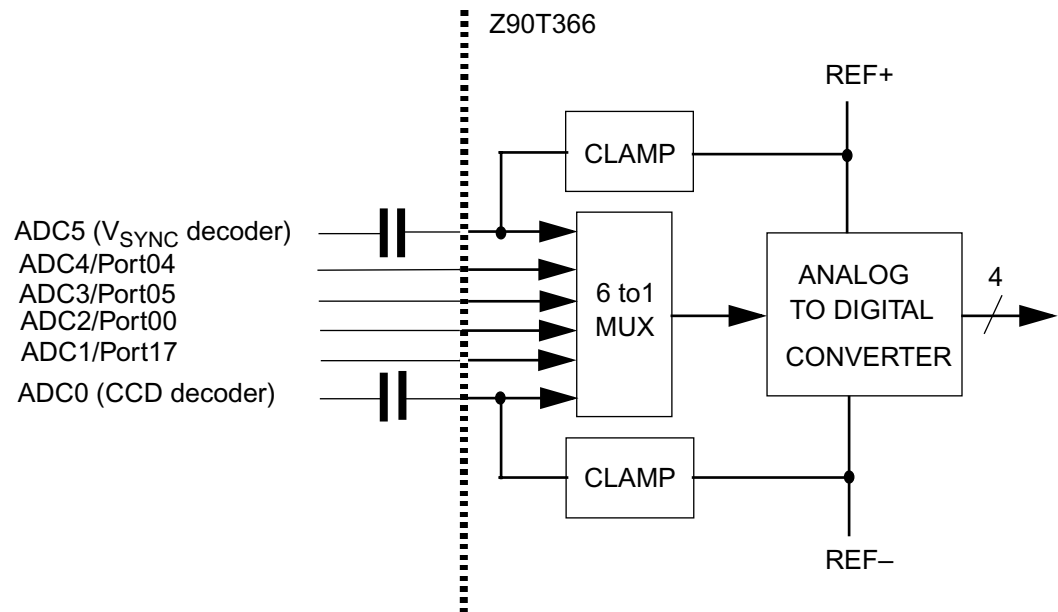 Z90T366
REF+
CLAMP
ADC5 (VSYNC decoder)
ADC4/Port04
ADC3/Port05
ADC2/Port00
ADC1/Port17
ADC0 (CCD decoder)
6 to1
MUX
ANALOG
TO DIGITAL
CONVERTER
4
CLAMP
REF–